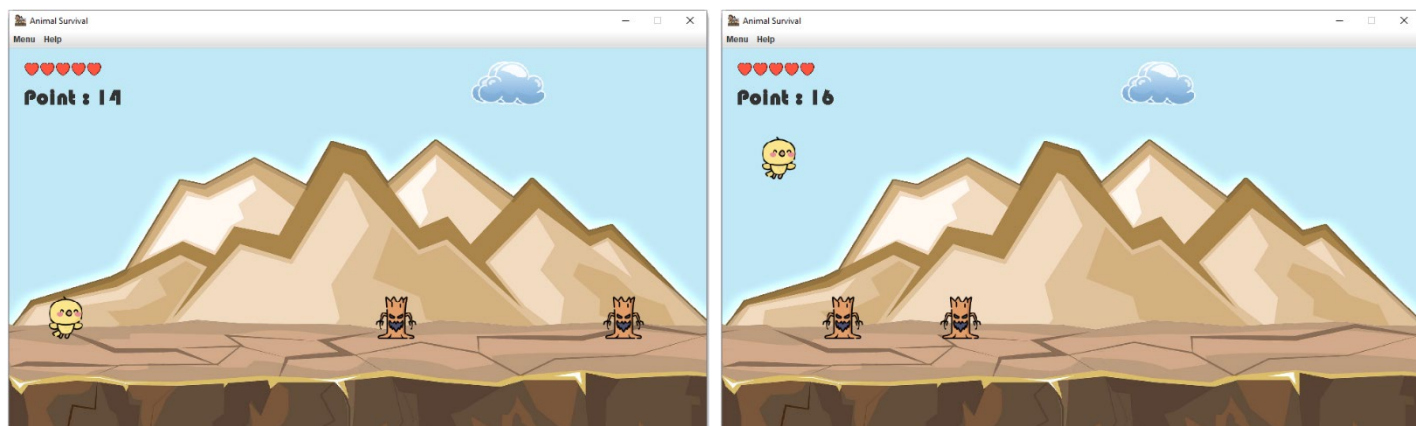 Animal Survival
Menu Help
Point : 14
Animal Survival
Menu Help
Point : 16